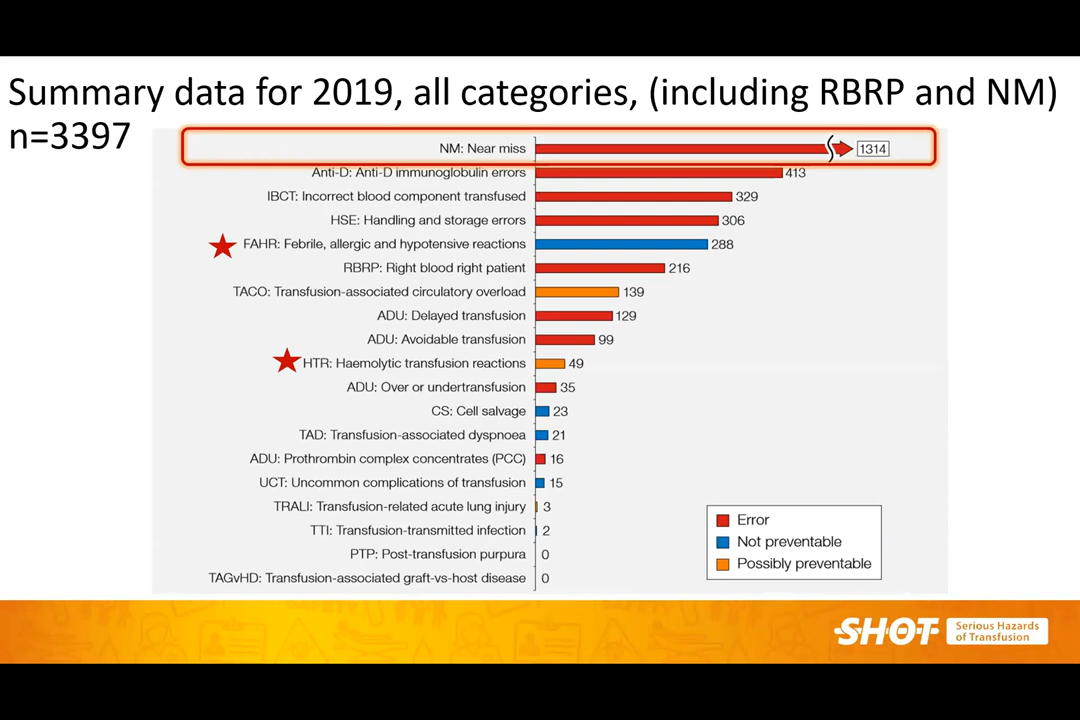 Summary data for 2019, all categories, (including RBRP and NM)
n=3397
NM: Near miss 1314
Anti-D: Anti-D immunoglobulin errors 413
IBCT: Incorrect blood component transfused 329
HSE: Handling and storage errors 306
FAHR: Febrile, allergic and hypotensive reactions 288
RBRP: Right blood right patient 216
TACO: Transfusion-associated circulatory overload 139
ADU: Delayed transfusion 129
ADU: Avoidable transfusion 99
HTR: Haemolytic transfusion reactions 49
ADU: Over or undertransfusion 35
CS: Cell salvage 23
TAD: Transfusion-associated dyspnoea 21
ADU: Prothrombin complex concentrates (PCC) 16
UCT: Uncommon complications of transfusion 15
TRALI: Transfusion-related acute lung injury 3
TTI: Transfusion-transmitted infection 2
PTP: Post-transfusion purpura 0
TAGvHD: Transfusion-associated graft-vs-host disease 0
Error
Not preventable
Possibly preventable
SHOT
Serious Hazards
of Transfusion